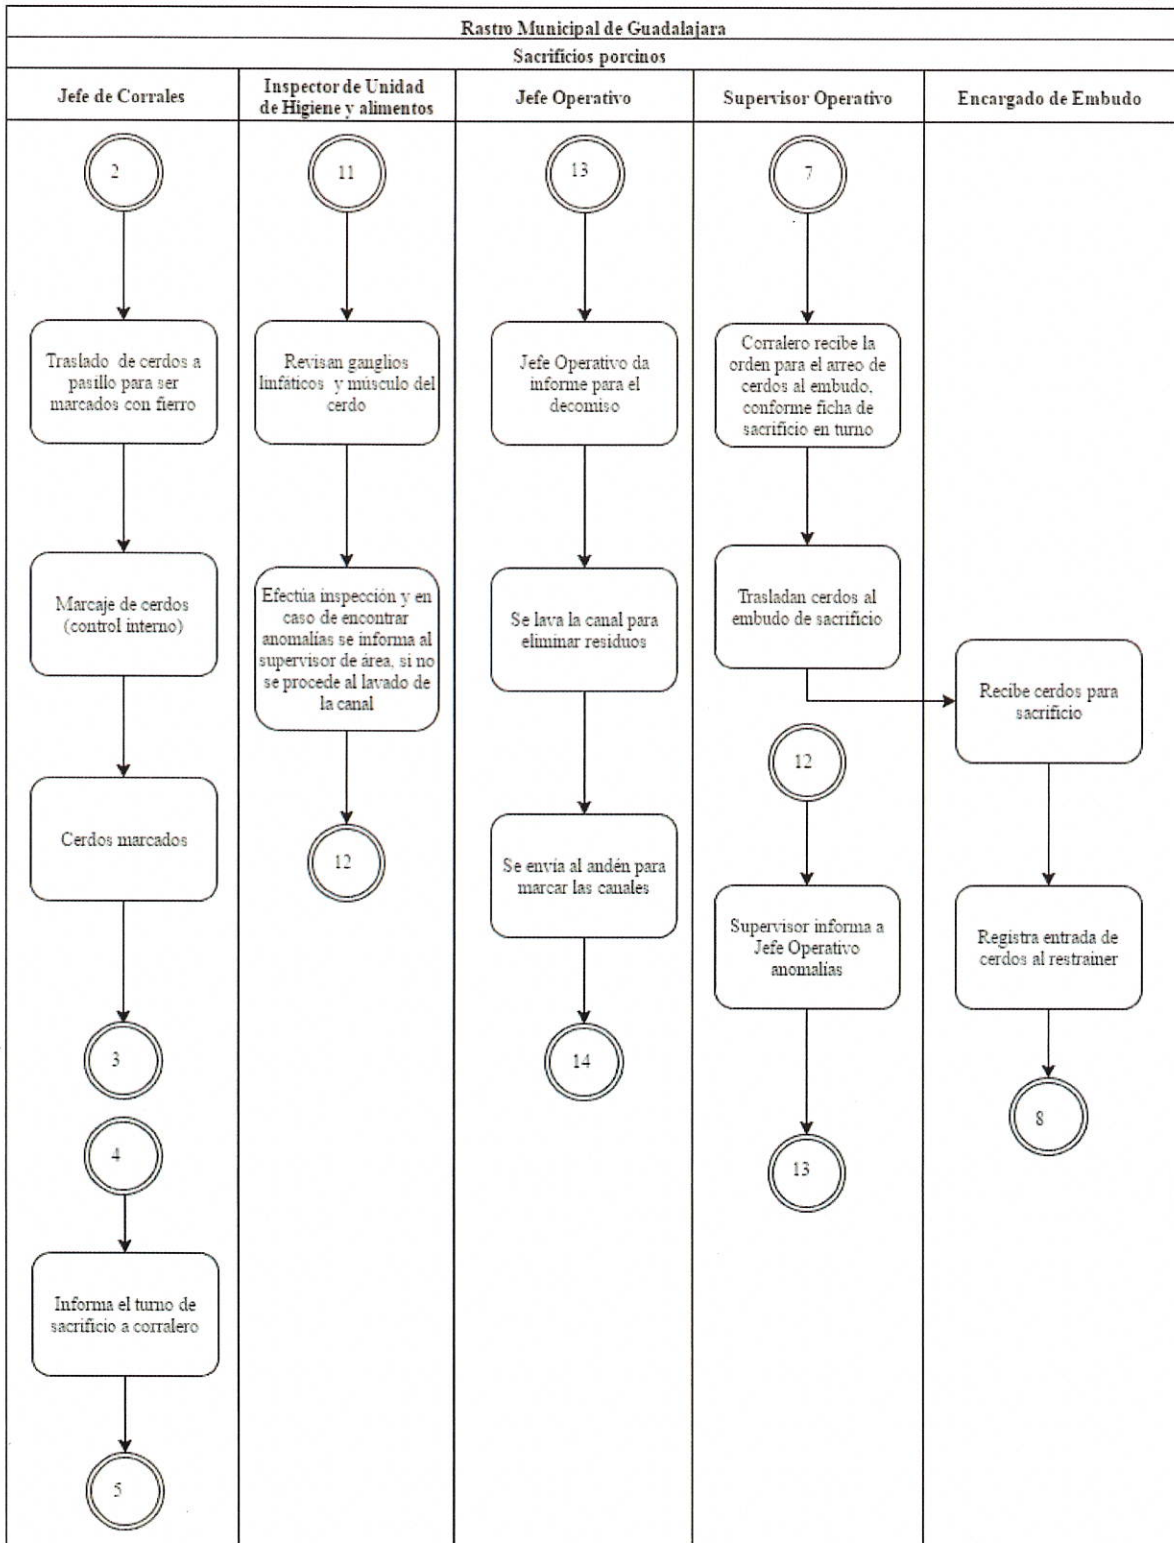 Rastro Municipal de Guadalajara
Sacrificios porcinos
Jefe de Corrales
Inspector de Unidad
de Higiene y alimentos
Jefe Operativo
Supervisor Operativo
Encargado de Embudo
2
Traslado de cerdos a
pasillo para ser
marcados con fierro
Marcaje de cerdos
(control interno)
Cerdos marcados
3
4
Informa el turno de
sacrificio a corralero
5
11
Revisan ganglios
linfáticos y músculo del
cerdo
Efectúa inspección y en
caso de encontrar
anomalías se informa al
supervisor de área, si no
se procede al lavado de
la canal
12
13
Jefe Operativo da
informe para el
decomiso
Se lava la canal para
eliminar residuos
Se envía al andén para
marcar las canales
14
7
Corralero recibe la
orden para el arreo de
cerdos al embudo,
conforme ficha de
sacrificio en turno
Trasladan cerdos al
embudo de sacrificio
12
Supervisor informa a
Jefe Operativo
anomalías
13
Recibe cerdos para
sacrificio
Registra entrada de
cerdos al restrainer
8